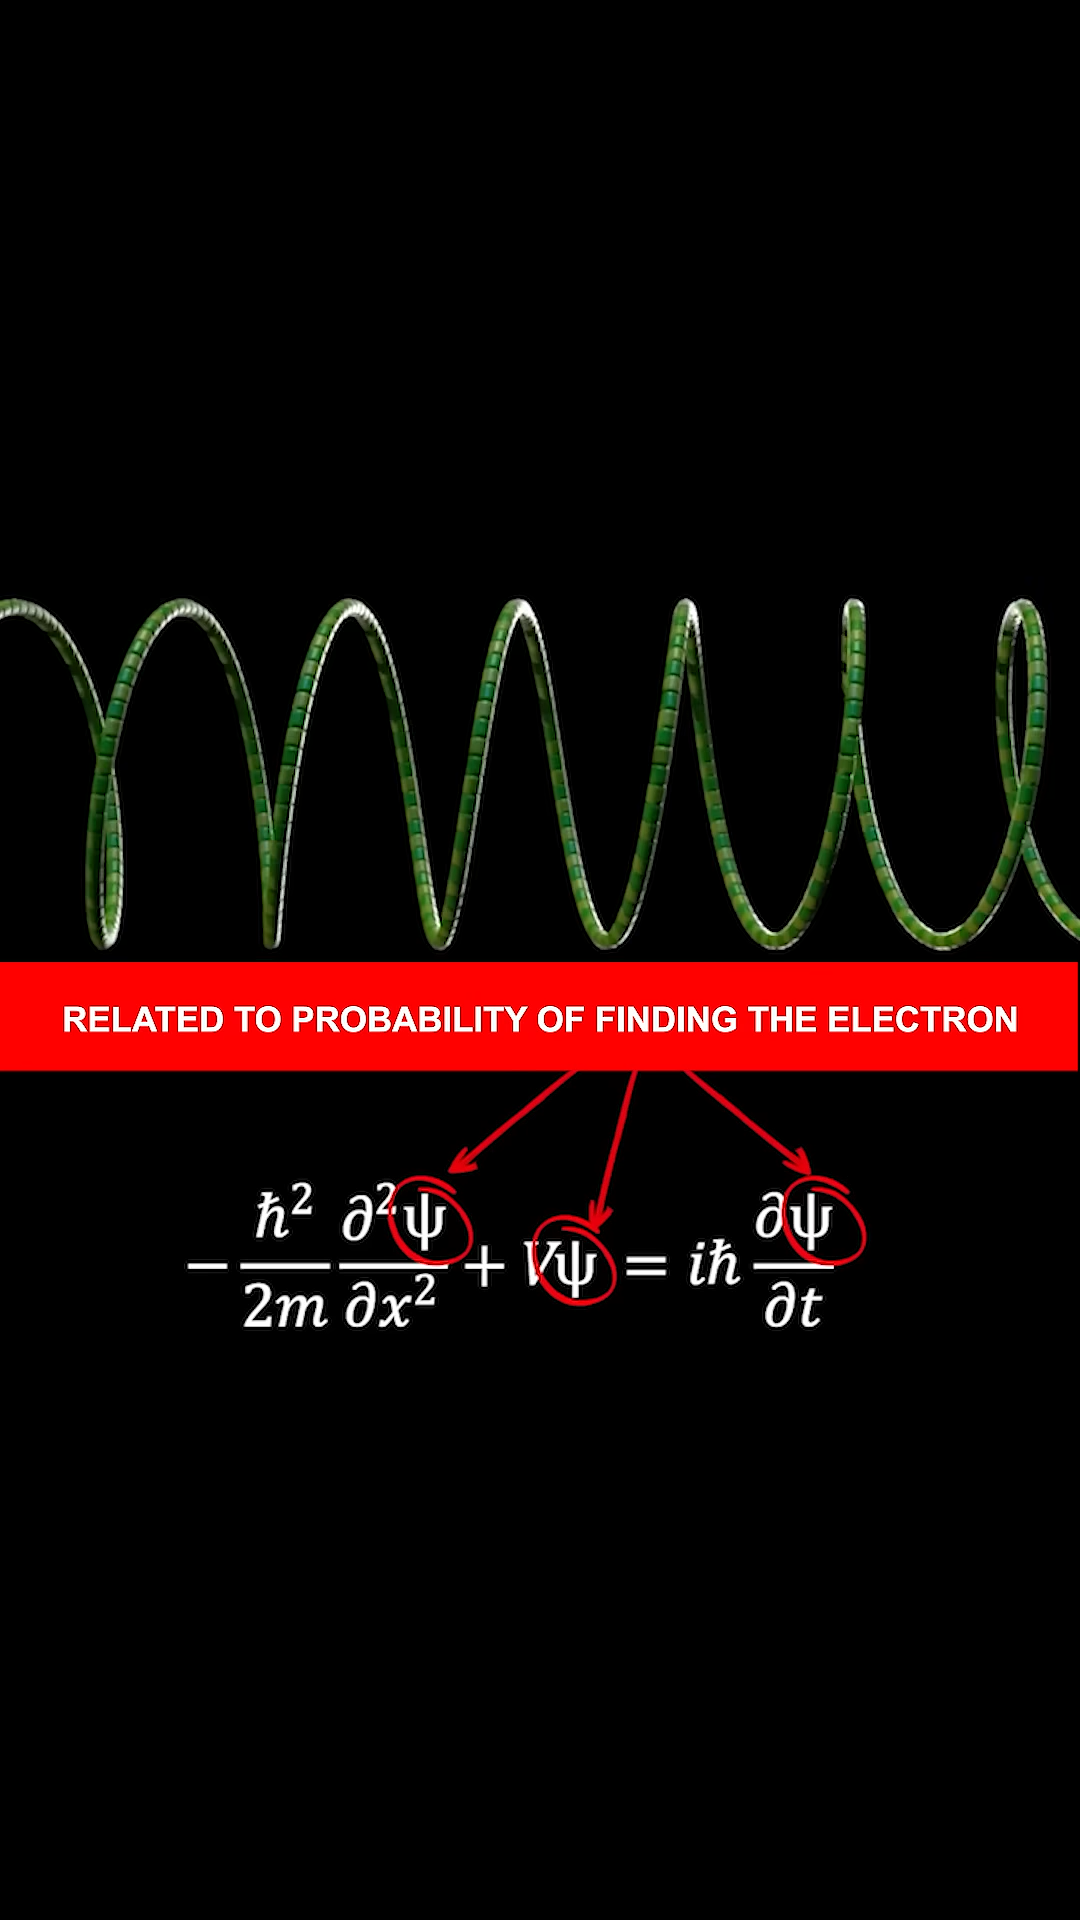 RELATED TO PROBABILITY OF FINDING THE ELECTRON
−ħ²/2m ∂²ψ/∂x² + Vψ = iħ ∂ψ/∂t